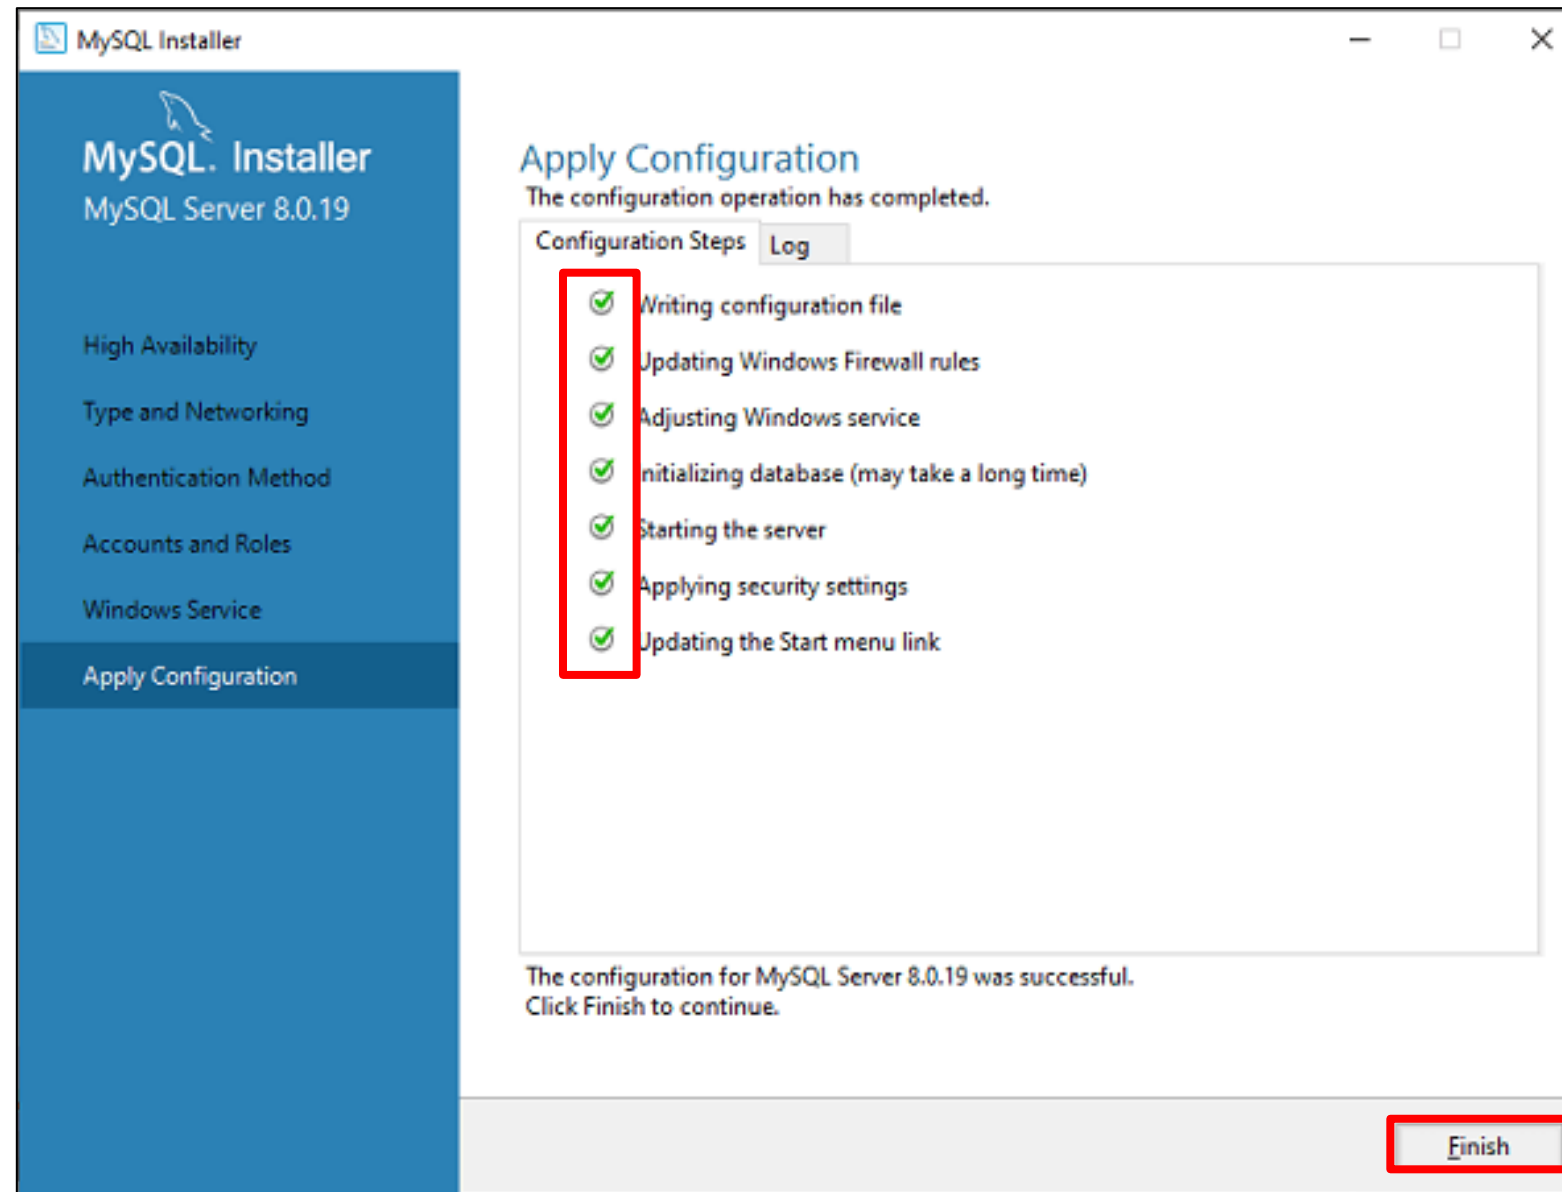 MySQL Installer
MySQL. Installer
MySQL Server 8.0.19
High Availability
Type and Networking
Authentication Method
Accounts and Roles
Windows Service
Apply Configuration
Apply Configuration
The configuration operation has completed.
Configuration Steps
Log
Writing configuration file
Updating Windows Firewall rules
Adjusting Windows service
Initializing database (may take a long time)
Starting the server
Applying security settings
Updating the Start menu link
The configuration for MySQL Server 8.0.19 was successful.
Click Finish to continue.
Finish